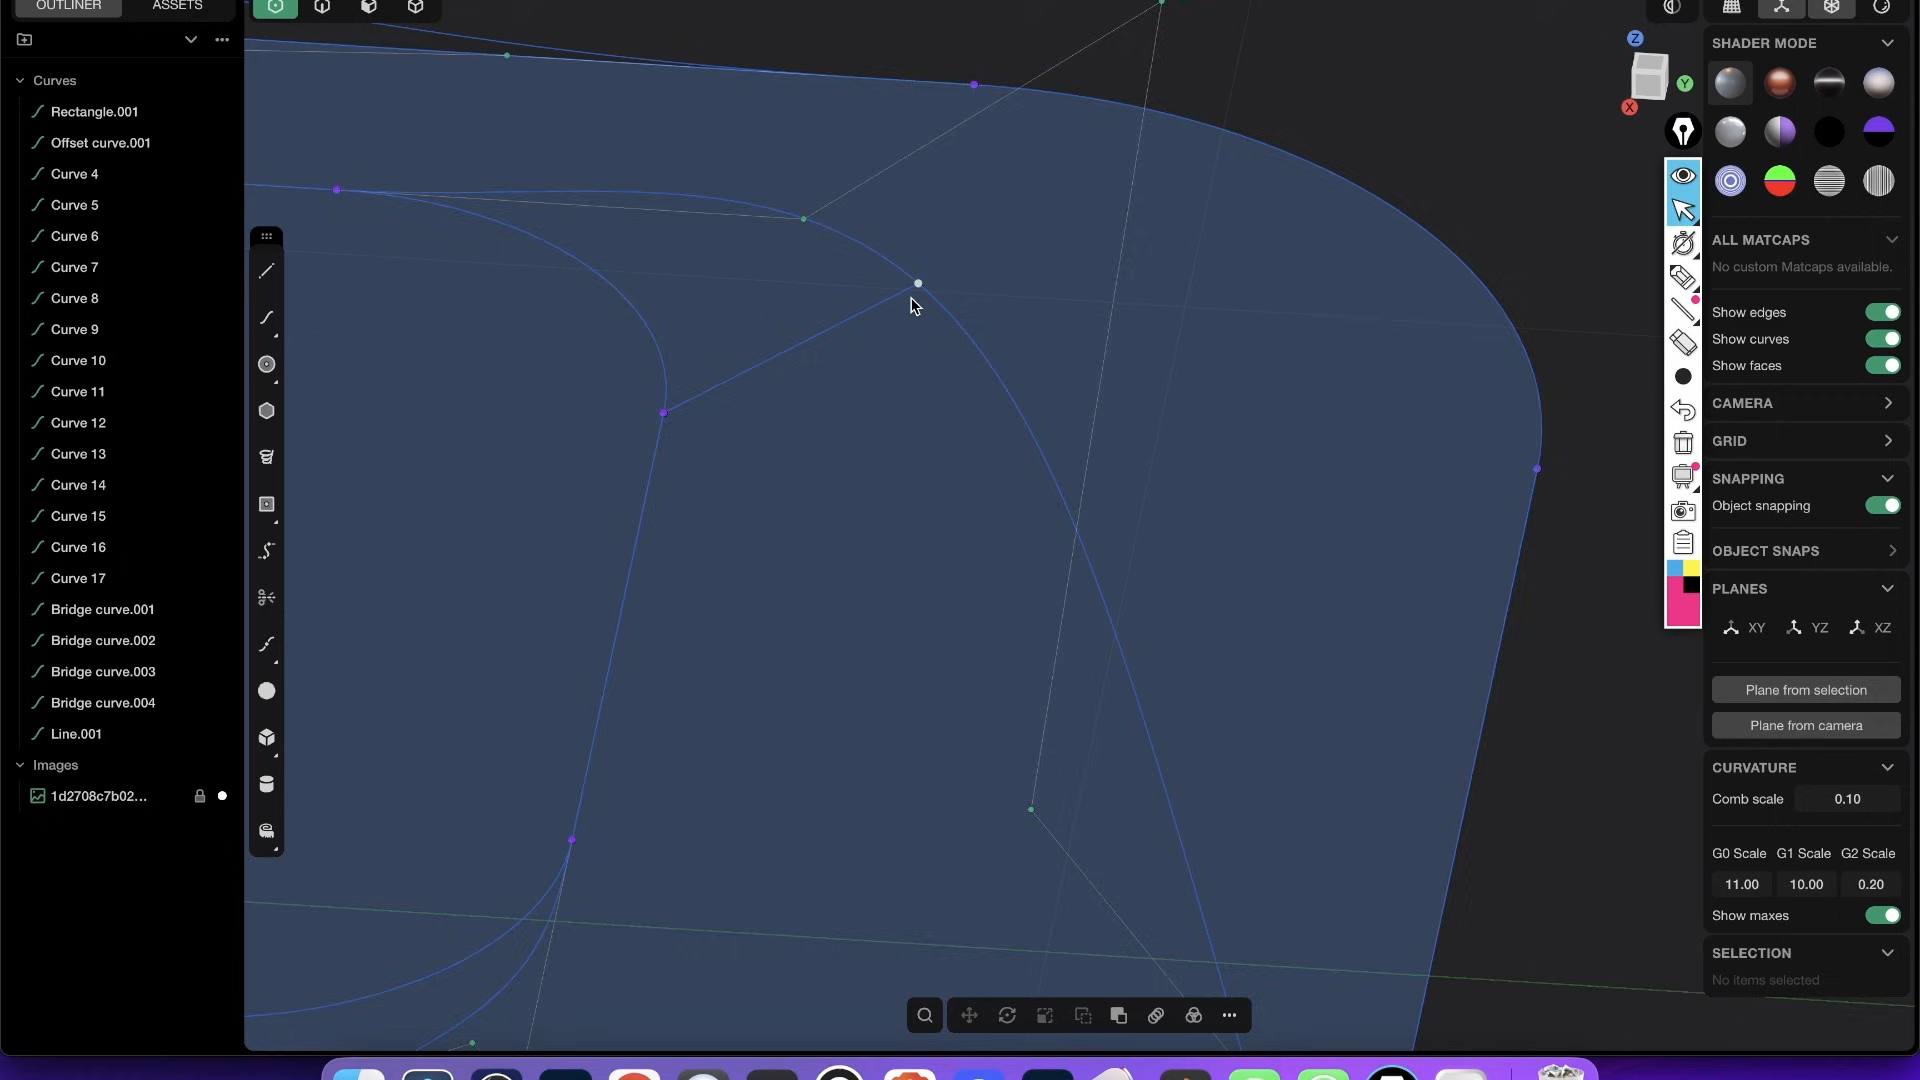 OUTLINER ASSETS
Curves
Rectangle.001
Offset curve.001
Curve 4
Curve 5
Curve 6
Curve 7
Curve 8
Curve 9
Curve 10
Curve 11
Curve 12
Curve 13
Curve 14
Curve 15
Curve 16
Curve 17
Bridge curve.001
Bridge curve.002
Bridge curve.003
Bridge curve.004
Line.001
Images
1d2708c7b02...
Z
Y
X
SHADER MODE
ALL MATCAPS
No custom Matcaps available.
Show edges
Show curves
Show faces
CAMERA
GRID
SNAPPING
Object snapping
OBJECT SNAPS
PLANES
XY YZ XZ
Plane from selection
Plane from camera
CURVATURE
Comb scale 0.10
G0 Scale G1 Scale G2 Scale
11.00 10.00 0.20
Show maxes
SELECTION
No items selected